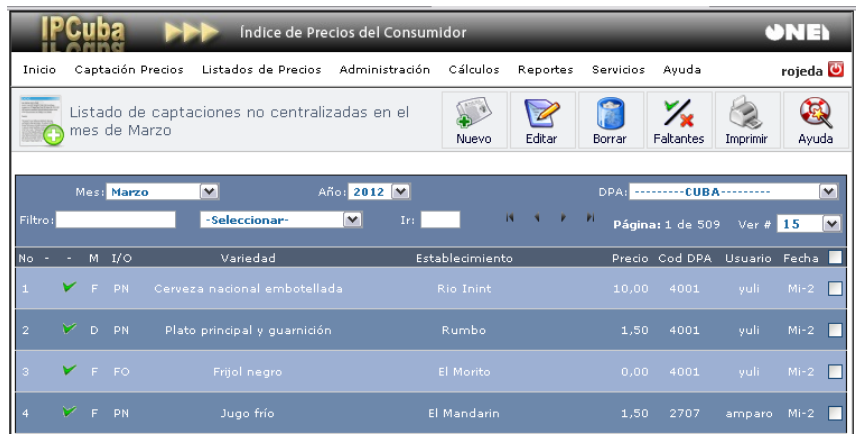 IPCuba Índice de Precios del Consumidor ONEI
Inicio Captación Precios Listados de Precios Administración Cálculos Reportes Servicios Ayuda rojeda
Listado de captaciones no centralizadas en el
mes de Marzo
Nuevo Editar Borrar Faltantes Imprimir Ayuda
Mes: Marzo Año: 2012 DPA: ---------CUBA---------
Filtro: -Seleccionar- Ir: Página: 1 de 509 Ver # 15
No - - M I/O Variedad Establecimiento Precio Cod DPA Usuario Fecha
1 F PN Cerveza nacional embotellada Rio Inint 10,00 4001 yuli Mi-2
2 D PN Plato principal y guarnición Rumbo 1,50 4001 yuli Mi-2
3 F FO Frijol negro El Morito 0,00 4001 yuli Mi-2
4 F PN Jugo frío El Mandarin 1,50 2707 amparo Mi-2